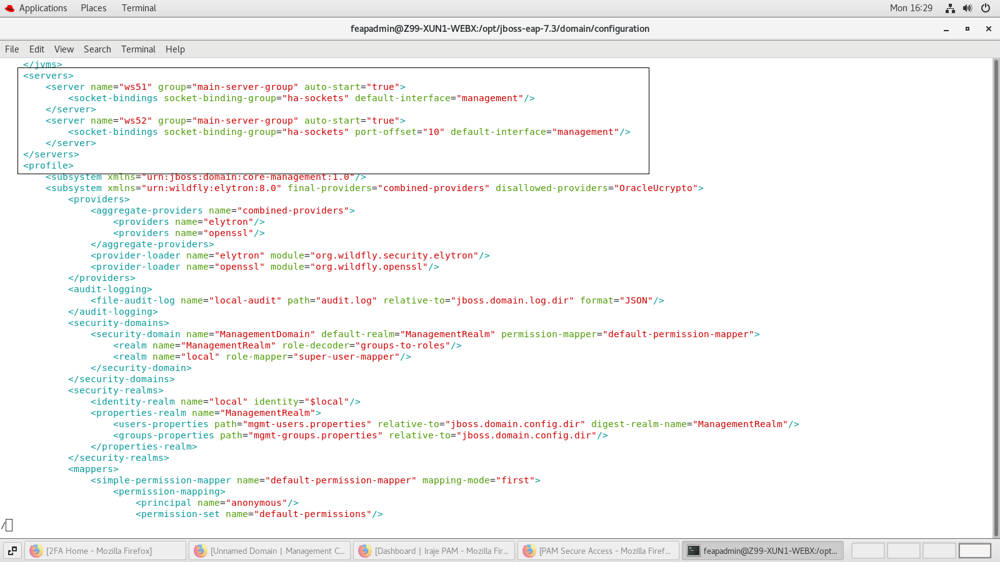 Applications Places Terminal Mon 16:29
feapadmin@Z99-XUN1-WEBX:/opt/jboss-eap-7.3/domain/configuration
File Edit View Search Terminal Help
</jvms>
<servers>
<server name="ws51" group="main-server-group" auto-start="true">
<socket-bindings socket-binding-group="ha-sockets" default-interface="management"/>
</server>
<server name="ws52" group="main-server-group" auto-start="true">
<socket-bindings socket-binding-group="ha-sockets" port-offset="10" default-interface="management"/>
</server>
</servers>
<profile>
<subsystem xmlns="urn:jboss:domain:core-management:1.0"/>
<subsystem xmlns="urn:wildfly:elytron:8.0" final-providers="combined-providers" disallowed-providers="OracleUcrypto">
<providers>
<aggregate-providers name="combined-providers">
<providers name="elytron"/>
<providers name="openssl"/>
</aggregate-providers>
<provider-loader name="elytron" module="org.wildfly.security.elytron"/>
<provider-loader name="openssl" module="org.wildfly.openssl"/>
</providers>
<audit-logging>
<file-audit-log name="local-audit" path="audit.log" relative-to="jboss.domain.log.dir" format="JSON"/>
</audit-logging>
<security-domains>
<security-domain name="ManagementDomain" default-realm="ManagementRealm" permission-mapper="default-permission-mapper">
<realm name="ManagementRealm" role-decoder="groups-to-roles"/>
<realm name="local" role-mapper="super-user-mapper"/>
</security-domain>
</security-domains>
<security-realms>
<identity-realm name="local" identity="$local"/>
<properties-realm name="ManagementRealm">
<users-properties path="mgmt-users.properties" relative-to="jboss.domain.config.dir" digest-realm-name="ManagementRealm"/>
<groups-properties path="mgmt-groups.properties" relative-to="jboss.domain.config.dir"/>
</properties-realm>
</security-realms>
<mappers>
<simple-permission-mapper name="default-permission-mapper" mapping-mode="first">
<permission-mapping>
<principal name="anonymous"/>
<permission-set name="default-permissions"/>
/
[2FA Home - Mozilla Firefox] [Unnamed Domain | Management C... [Dashboard | Iraje PAM - Mozilla Fir... [PAM Secure Access - Mozilla Firef... feapadmin@Z99-XUN1-WEBX:/opt...